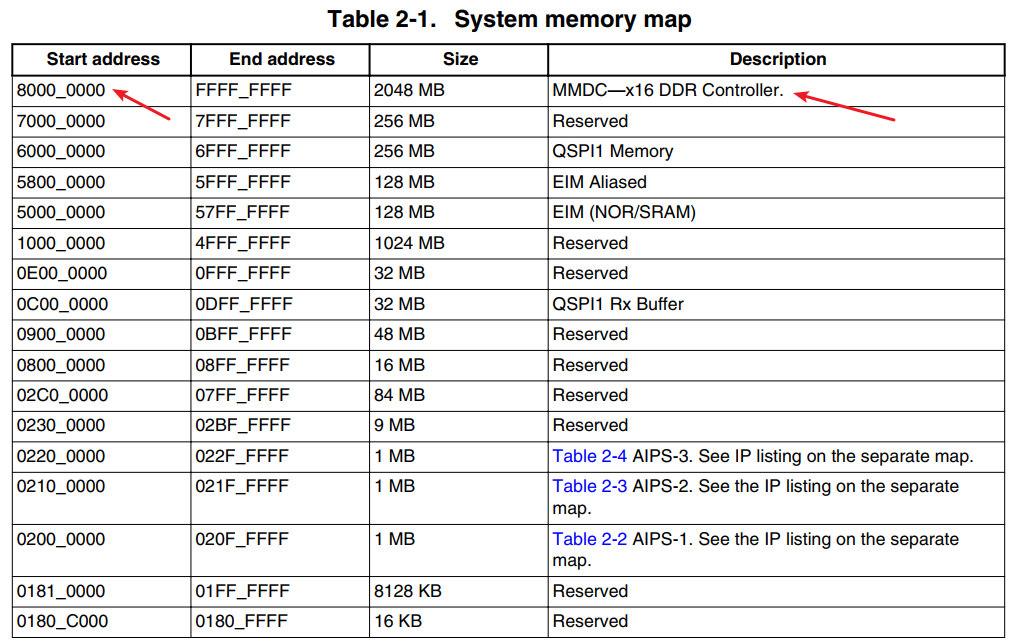 Table 2-1. System memory map
Start address End address Size Description
8000_0000 FFFF_FFFF 2048 MB MMDC—x16 DDR Controller.
7000_0000 7FFF_FFFF 256 MB Reserved
6000_0000 6FFF_FFFF 256 MB QSPI1 Memory
5800_0000 5FFF_FFFF 128 MB EIM Aliased
5000_0000 57FF_FFFF 128 MB EIM (NOR/SRAM)
1000_0000 4FFF_FFFF 1024 MB Reserved
0E00_0000 0FFF_FFFF 32 MB Reserved
0C00_0000 0DFF_FFFF 32 MB QSPI1 Rx Buffer
0900_0000 0BFF_FFFF 48 MB Reserved
0800_0000 08FF_FFFF 16 MB Reserved
02C0_0000 07FF_FFFF 84 MB Reserved
0230_0000 02BF_FFFF 9 MB Reserved
0220_0000 022F_FFFF 1 MB Table 2-4 AIPS-3. See IP listing on the separate map.
0210_0000 021F_FFFF 1 MB Table 2-3 AIPS-2. See the IP listing on the separate
map.
0200_0000 020F_FFFF 1 MB Table 2-2 AIPS-1. See the IP listing on the separate
map.
0181_0000 01FF_FFFF 8128 KB Reserved
0180_C000 0180_FFFF 16 KB Reserved